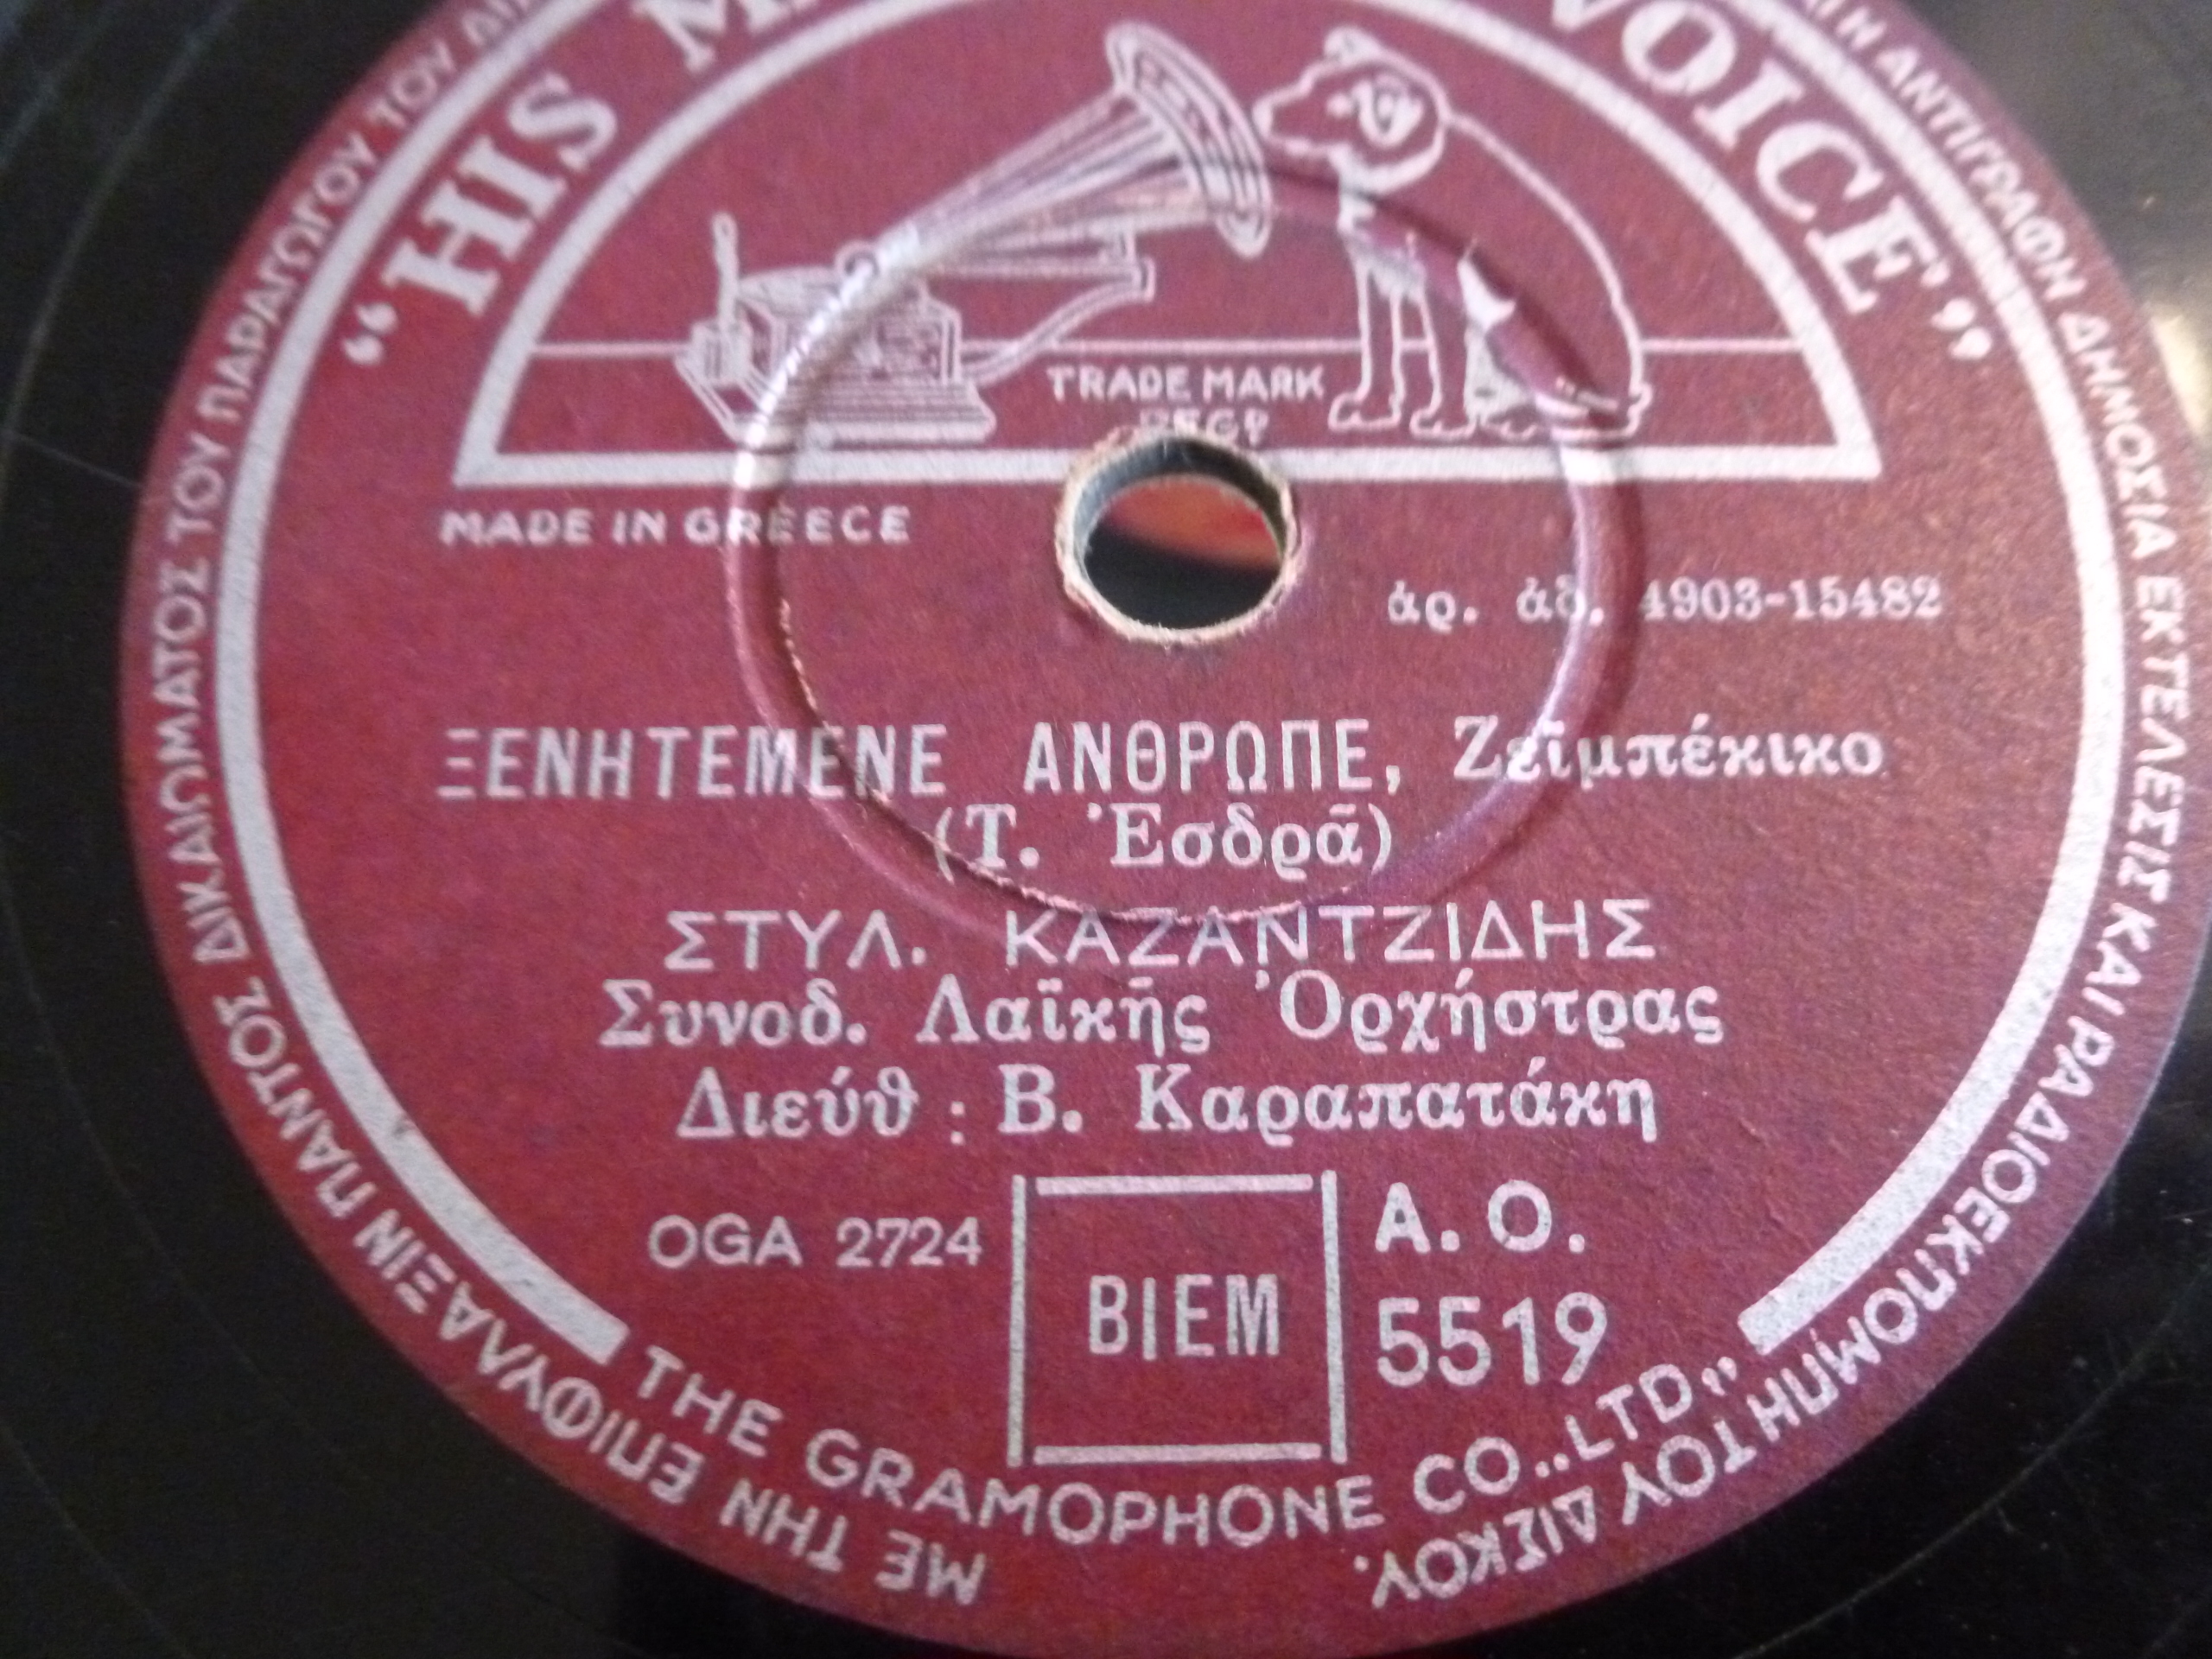 "HIS VOICE"
TRADE MARK
REGD
MADE IN GREECE
ἀρ. ἀδ. 4903-15482
ΞΕΝΗΤΕΜΕΝΕ ΑΝΘΡΩΠΕ, Ζεϊμπέκικο
(Τ. Ἐσδρᾶ)
ΣΤΥΛ. ΚΑΖΑΝΤΖΙΔΗΣ
Συνοδ. Λαϊκῆς Ὀρχήστρας
Διεύθ : Β. Καραπατάκη
OGA 2724
BIEM
A. O.
5519
THE GRAMOPHONE CO., LTD„
ΜΕ ΤΗΝ ΕΠΙΦΥΛΑΞΙΝ ΠΑΝΤΟΣ ΔΙΚΑΙΩΜΑΤΟΣ ΤΟΥ ΠΑΡΑΓΩΓΟΥ ΤΟΥ
Η ΑΝΤΙΓΡΑΦΗ ΔΗΜΟΣΙΑ ΕΚΤΕΛΕΣΙΣ ΚΑΙ ΡΑΔΙΟΕΚΠΟΜΠΗ ΤΟΥ ΔΙΣΚΟΥ.